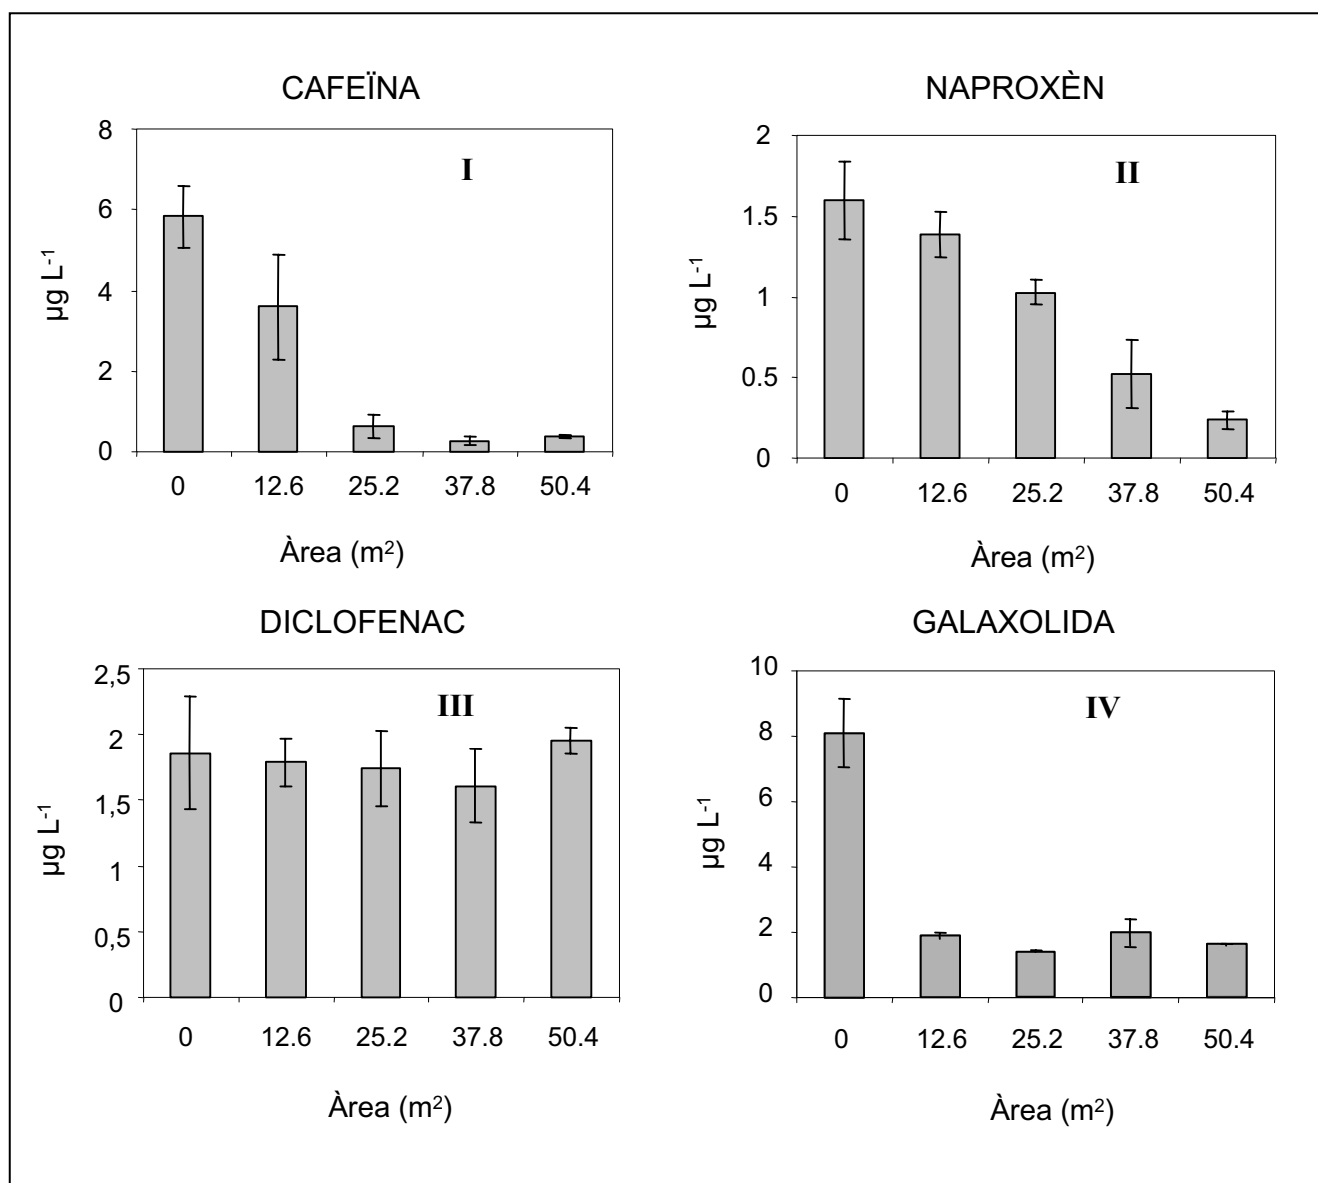 CAFEÏNA
I
8
6
4
2
0
µg L-1
0 12.6 25.2 37.8 50.4
Àrea (m2)
NAPROXÈN
II
2
1.5
1
0.5
0
µg L-1
0 12.6 25.2 37.8 50.4
Àrea (m2)
DICLOFENAC
III
2,5
2
1,5
1
0,5
0
µg L-1
0 12.6 25.2 37.8 50.4
Àrea (m2)
GALAXOLIDA
IV
10
8
6
4
2
0
µg L-1
0 12.6 25.2 37.8 50.4
Àrea (m2)